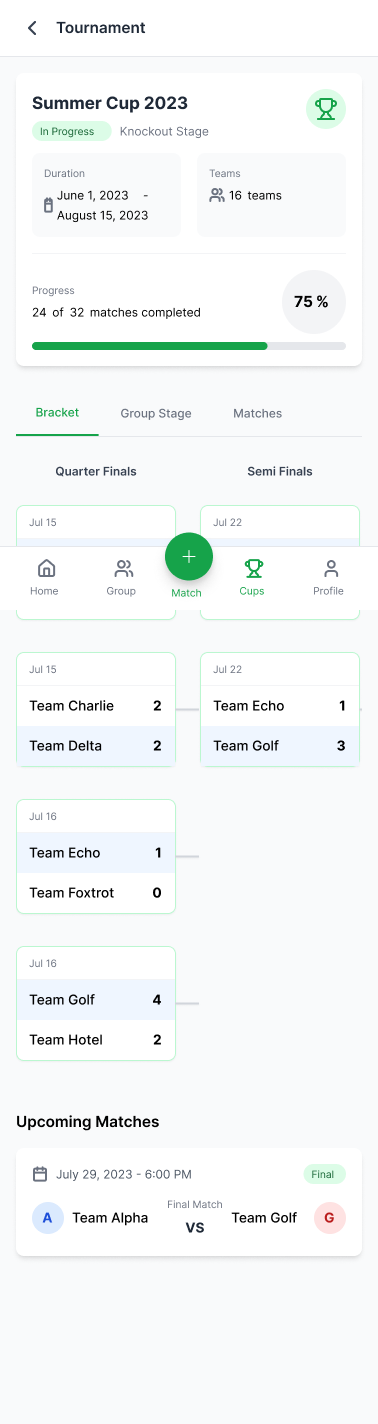 Tournament
Summer Cup 2023
In Progress Knockout Stage
Duration
June 1, 2023 -
August 15, 2023
Teams
16 teams
Progress
24 of 32 matches completed
75 %
Bracket Group Stage Matches
Quarter Finals Semi Finals
Jul 15 Jul 22
Home Group Match Cups Profile
Jul 15
Team Charlie 2
Team Delta 2
Jul 22
Team Echo 1
Team Golf 3
Jul 16
Team Echo 1
Team Foxtrot 0
Jul 16
Team Golf 4
Team Hotel 2
Upcoming Matches
July 29, 2023 - 6:00 PM Final
A Team Alpha Final Match VS Team Golf G